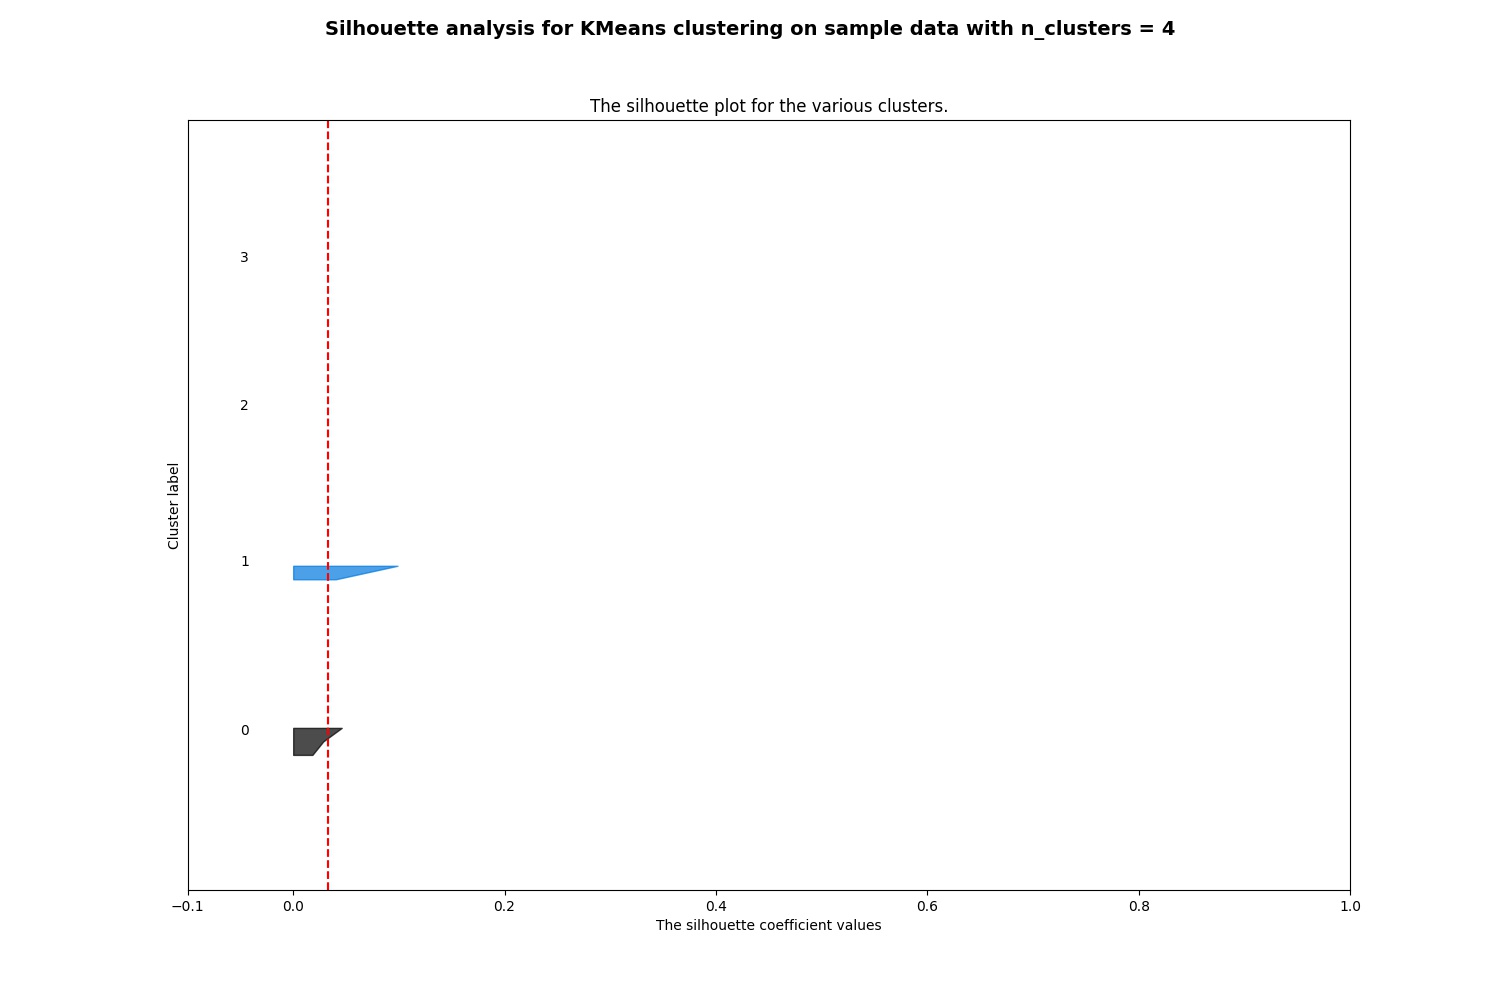 Silhouette analysis for KMeans clustering on sample data with n_clusters = 4
The silhouette plot for the various clusters.
3
2
1
0
Cluster label
−0.1 0.0 0.2 0.4 0.6 0.8 1.0
The silhouette coefficient values